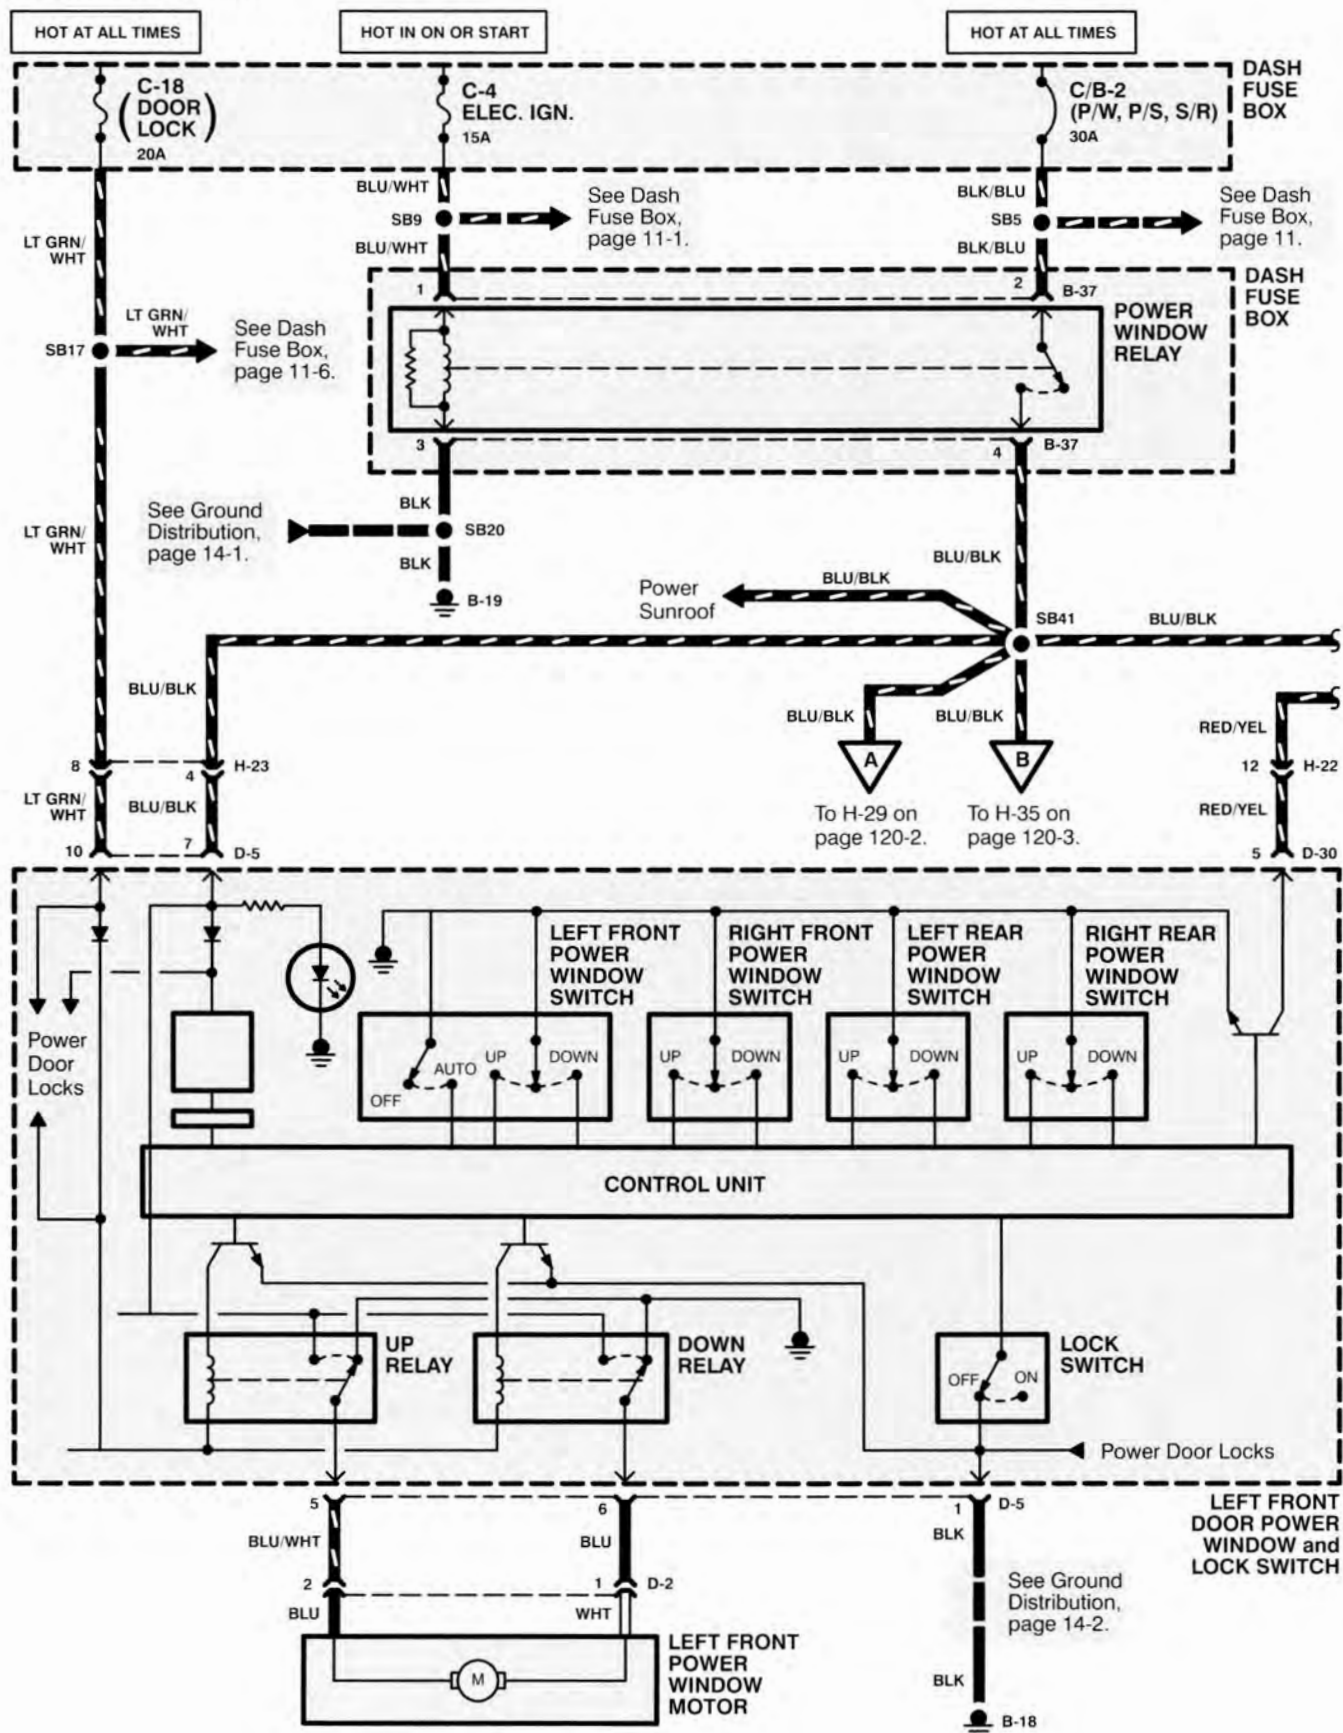 HOT AT ALL TIMES
HOT IN ON OR START
HOT AT ALL TIMES
C-18
DOOR
LOCK
20A
C-4
ELEC. IGN.
15A
C/B-2
(P/W, P/S, S/R)
30A
DASH
FUSE
BOX
BLU/WHT
SB9
BLU/WHT
See Dash
Fuse Box,
page 11-1.
BLK/BLU
SB5
BLK/BLU
See Dash
Fuse Box,
page 11.
LT GRN/
WHT
1
2
B-37
DASH
FUSE
BOX
LT GRN/
WHT
SB17
See Dash
Fuse Box,
page 11-6.
POWER
WINDOW
RELAY
3
4
B-37
LT GRN/
WHT
See Ground
Distribution,
page 14-1.
BLK
SB20
BLK
B-19
BLU/BLK
Power
Sunroof
BLU/BLK
SB41
BLU/BLK
BLU/BLK
BLU/BLK
BLU/BLK
RED/YEL
A
B
8
4
H-23
12
H-22
LT GRN/
WHT
BLU/BLK
To H-29 on
page 120-2.
To H-35 on
page 120-3.
RED/YEL
10
7
D-5
5
D-30
LEFT FRONT
POWER
WINDOW
SWITCH
RIGHT FRONT
POWER
WINDOW
SWITCH
LEFT REAR
POWER
WINDOW
SWITCH
RIGHT REAR
POWER
WINDOW
SWITCH
Power
Door
Locks
OFF
AUTO
UP
DOWN
UP
DOWN
UP
DOWN
UP
DOWN
CONTROL UNIT
UP
RELAY
DOWN
RELAY
LOCK
SWITCH
OFF
ON
Power Door Locks
5
6
1
D-5
LEFT FRONT
DOOR POWER
WINDOW and
LOCK SWITCH
BLU/WHT
BLU
BLK
2
1
D-2
BLU
WHT
See Ground
Distribution,
page 14-2.
M
LEFT FRONT
POWER
WINDOW
MOTOR
BLK
B-18